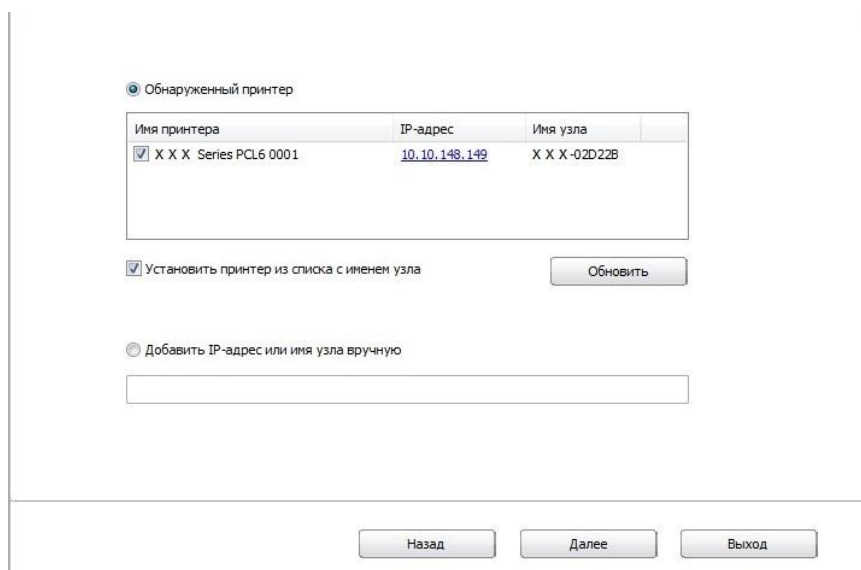 Обнаруженный принтер
Имя принтера IP-адрес Имя узла
X X X Series PCL6 0001 10.10.148.149 X X X-02D22B
Установить принтер из списка с именем узла Обновить
Добавить IP-адрес или имя узла вручную
Назад Далее Выход